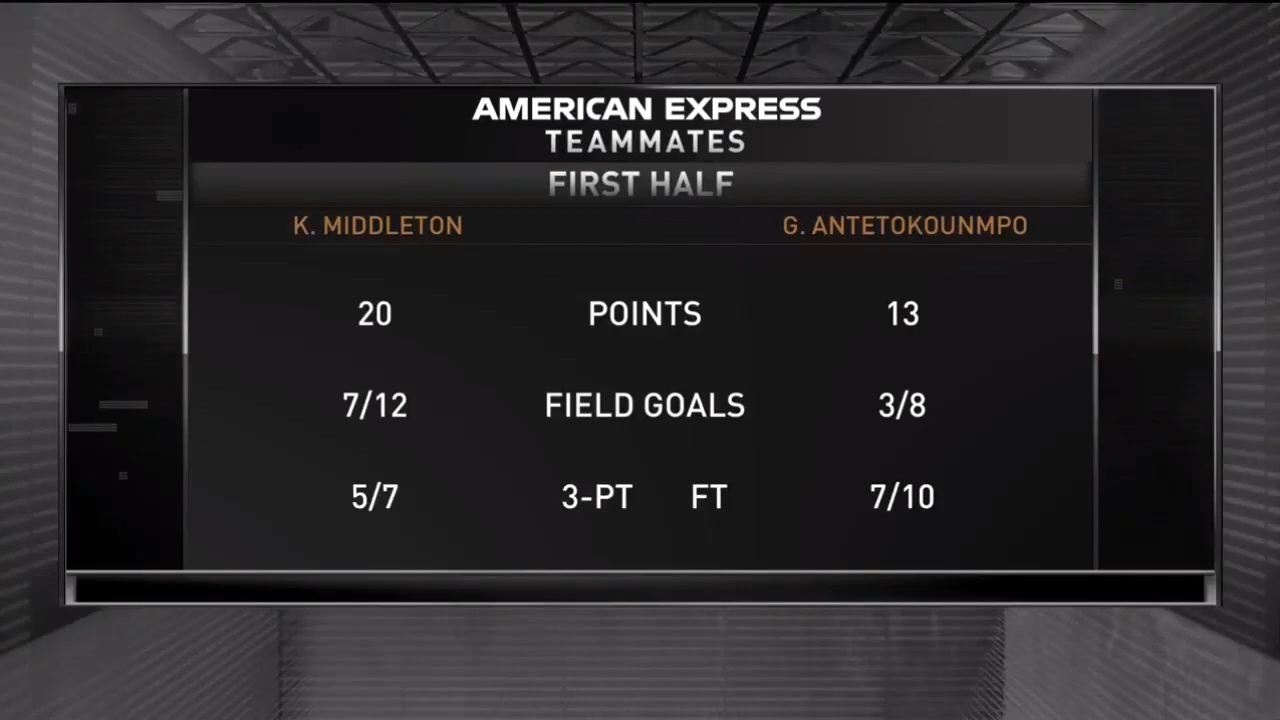 AMERICAN EXPRESS
TEAMMATES
FIRST HALF
K. MIDDLETON G. ANTETOKOUNMPO
20 POINTS 13
7/12 FIELD GOALS 3/8
5/7 3-PT FT 7/10